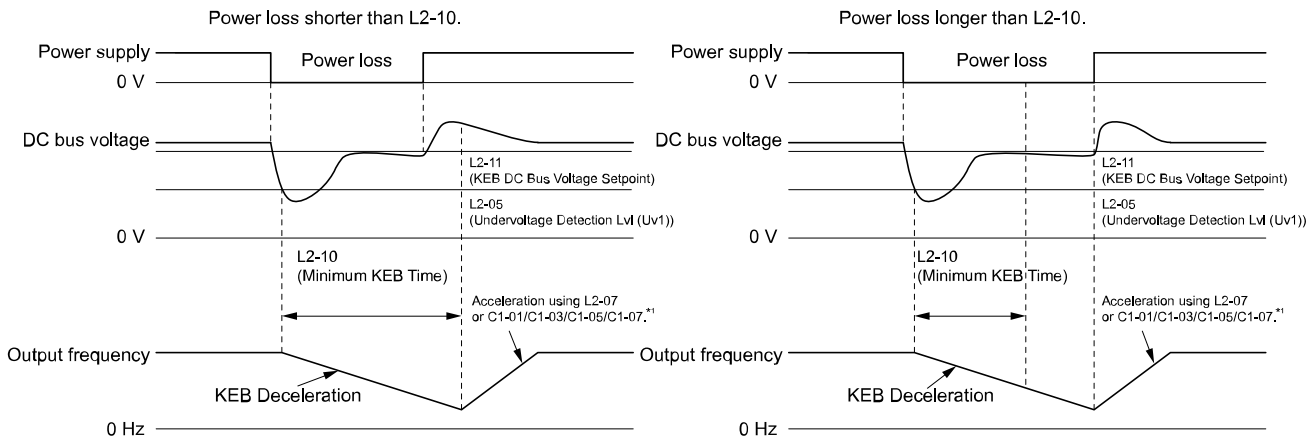 Power loss shorter than L2-10.
Power supply
Power loss
0 V
DC bus voltage
L2-11
(KEB DC Bus Voltage Setpoint)
L2-05
(Undervoltage Detection Lvl (Uv1))
0 V
L2-10
(Minimum KEB Time)
Acceleration using L2-07
or C1-01/C1-03/C1-05/C1-07.*1
Output frequency
KEB Deceleration
0 Hz
Power loss longer than L2-10.
Power supply
Power loss
0 V
DC bus voltage
L2-11
(KEB DC Bus Voltage Setpoint)
L2-05
(Undervoltage Detection Lvl (Uv1))
0 V
L2-10
(Minimum KEB Time)
Acceleration using L2-07
or C1-01/C1-03/C1-05/C1-07.*1
Output frequency
KEB Deceleration
0 Hz